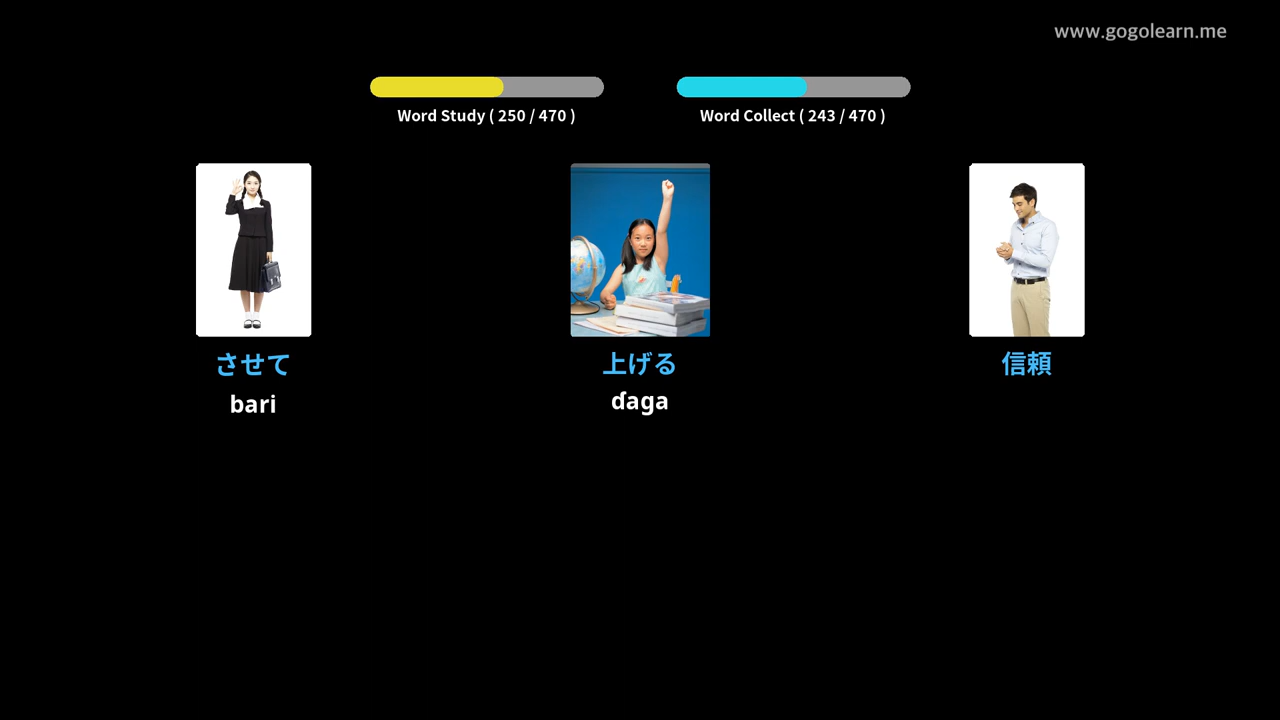 www.gogolearn.me
Word Study ( 250 / 470 )
Word Collect ( 243 / 470 )
させて
上げる
信頼
bari
ɗaga